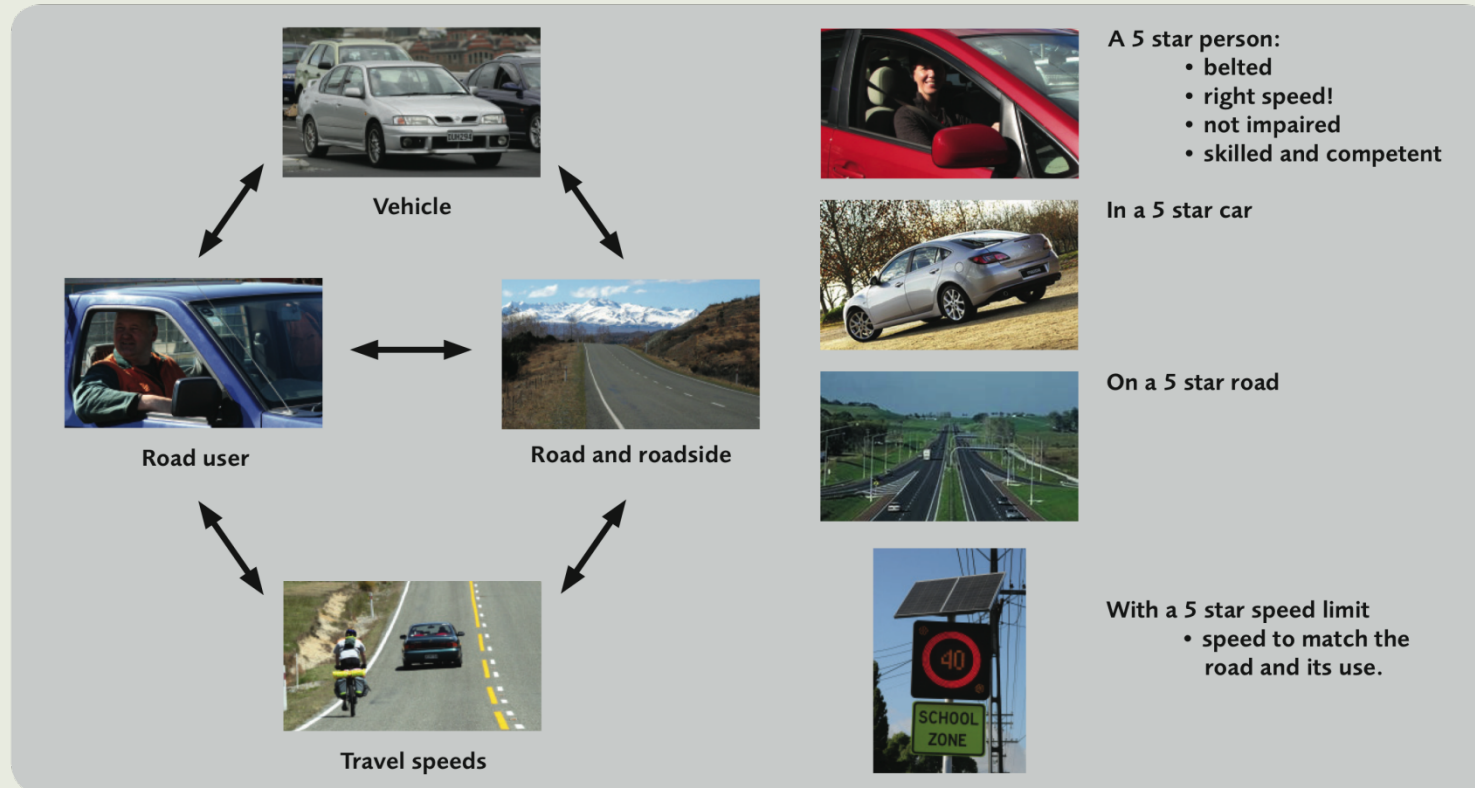 Vehicle
Road user
Road and roadside
Travel speeds
A 5 star person:
• belted
• right speed!
• not impaired
• skilled and competent
In a 5 star car
On a 5 star road
With a 5 star speed limit
• speed to match the
road and its use.
40
SCHOOL
ZONE